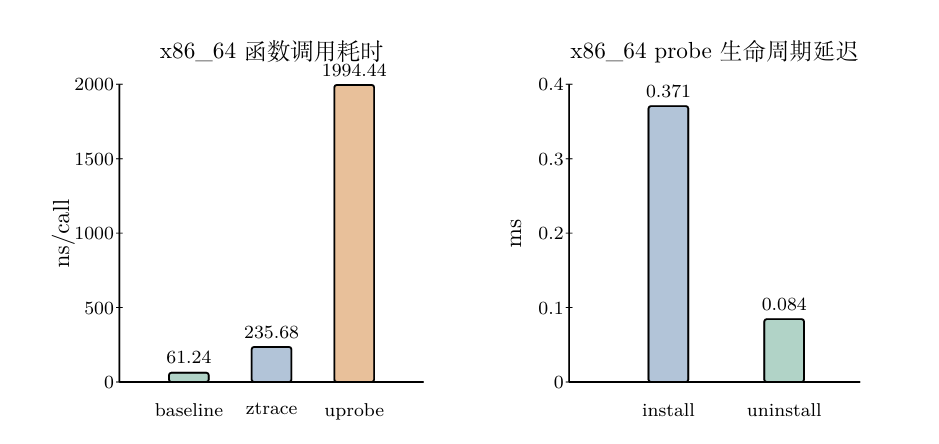 x86_64 函数调用耗时
ns/call
2000
1500
1000
500
0
61.24
235.68
1994.44
baseline
ztrace
uprobe
x86_64 probe 生命周期延迟
ms
0.4
0.3
0.2
0.1
0
0.371
0.084
install
uninstall